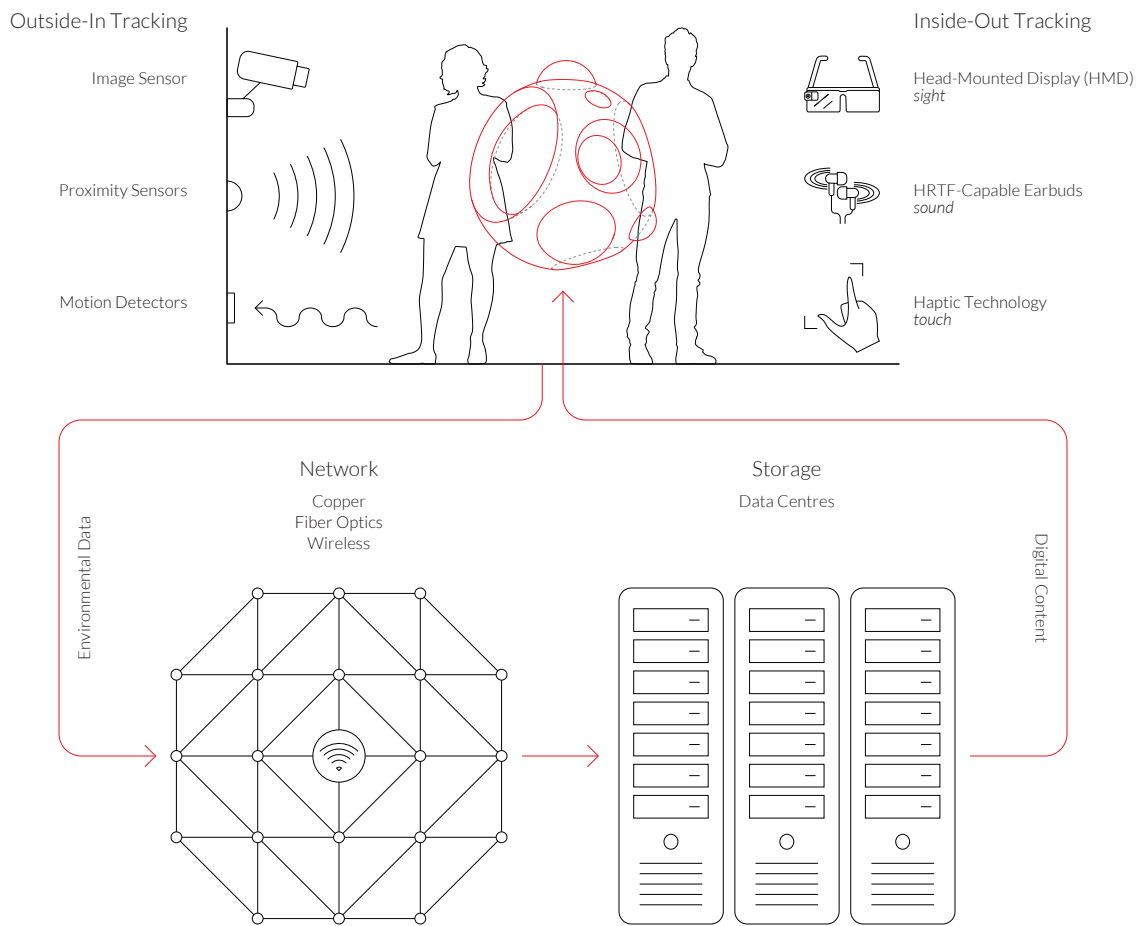 Outside-In Tracking
Image Sensor
Proximity Sensors
Motion Detectors
Inside-Out Tracking
Head-Mounted Display (HMD)
sight
HRTF-Capable Earbuds
sound
Haptic Technology
touch
Environmental Data
Network
Copper
Fiber Optics
Wireless
Storage
Data Centres
Digital Content